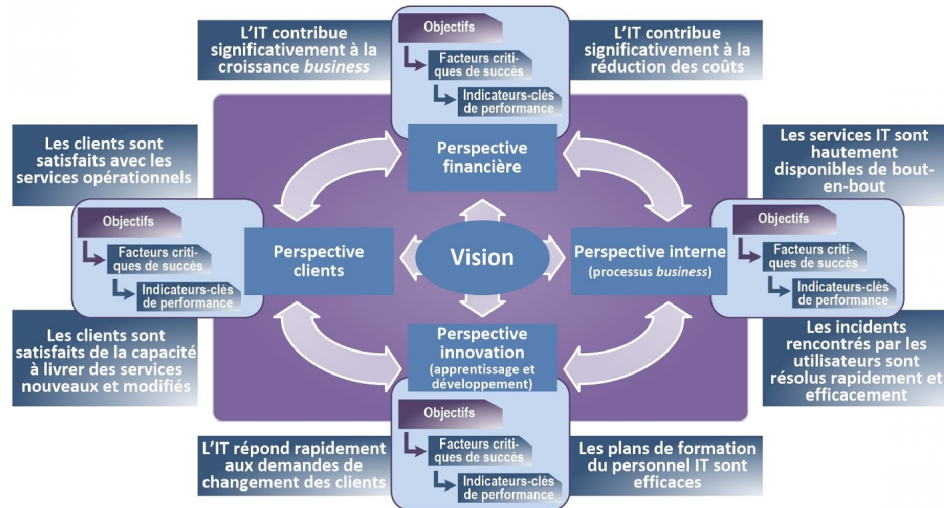 L'IT contribue
significativement à la
croissance business
Objectifs
Facteurs criti-
ques de succès
Indicateurs-clés
de performance
L'IT contribue
significativement à la
réduction des coûts
Perspective
financière
Les clients sont
satisfaits avec les
services opérationnels
Les services IT sont
hautement
disponibles de bout-
en-bout
Objectifs
Facteurs criti-
ques de succès
Indicateurs-clés
de performance
Perspective
clients
Vision
Perspective interne
(processus business)
Objectifs
Facteurs criti-
ques de succès
Indicateurs-clés
de performance
Les clients sont
satisfaits de la capacité
à livrer des services
nouveaux et modifiés
Perspective
innovation
(apprentissage et
développement)
Les incidents
rencontrés par les
utilisateurs sont
résolus rapidement et
efficacement
L'IT répond rapidement
aux demandes de
changement des clients
Objectifs
Facteurs criti-
ques de succès
Indicateurs-clés
de performance
Les plans de formation
du personnel IT sont
efficaces